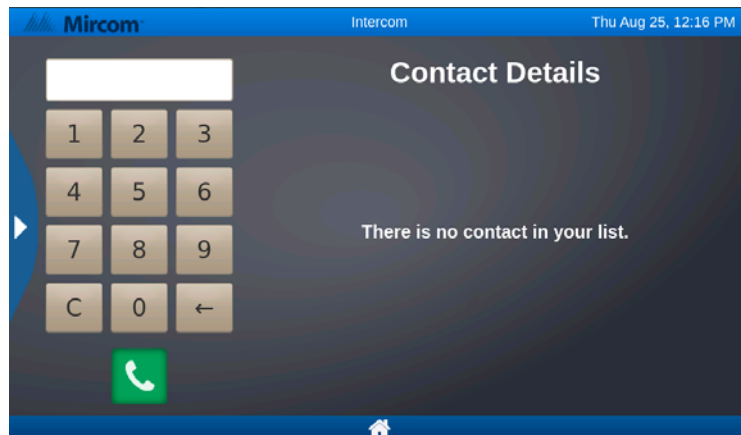 Mircom
Intercom
Thu Aug 25, 12:16 PM
Contact Details
1 2 3
4 5 6
7 8 9
C 0 ←
There is no contact in your list.